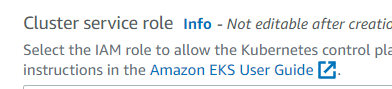 Cluster service role Info - Not editable after creatio
Select the IAM role to allow the Kubernetes control pla
instructions in the Amazon EKS User Guide.